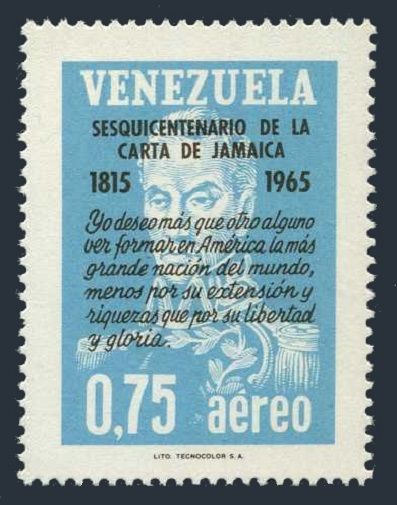 VENEZUELA
SESQUICENTENARIO DE LA
CARTA DE JAMAICA
1815 1965
Yo deseo más que otro alguno
ver formar en América la más
grande nación del mundo,
menos por su extensión y
riquezas que por su libertad
y gloria.
0,75 aéreo
LITO. TECNOCOLOR S. A.